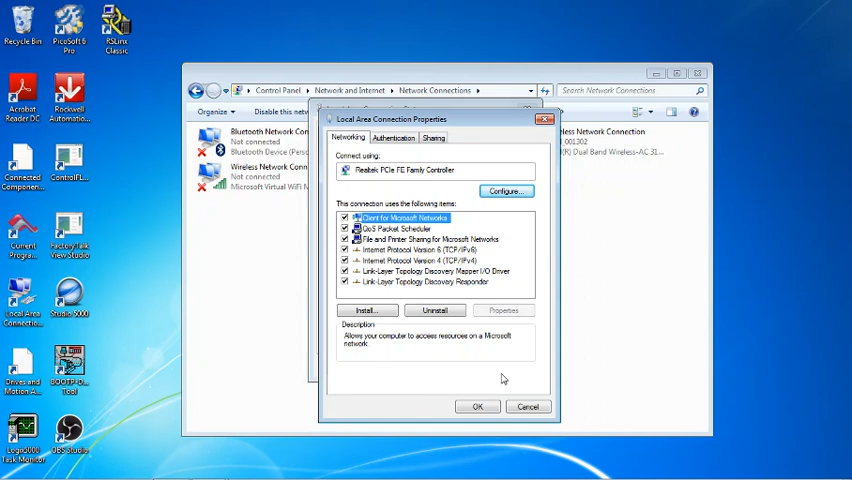 Recycle Bin
PicoSoft 6
Pro
RSLinx
Classic
Acrobat
Reader DC
Rockwell
Automatio...
Connected
Componen...
ControlFL...
Current
Progra...
FactoryTalk
View Studio
Local Area
Connectio...
Studio 5000
Drives and
Motion A...
BOOTP-D...
Tool
Logix5000
Task Monitor
OBS Studio
Control Panel
Network and Internet
Network Connections
Search Network Connections
Organize
Disable this netw
Bluetooth Network Con
Not connected
Bluetooth Device (Perso
Wireless Network Conn
Not connected
Microsoft Virtual WiFi M
Wireless Network Connection
_001302
l(R) Dual Band Wireless-AC 31...
Local Area Connection Properties
Networking
Authentication
Sharing
Connect using:
Realtek PCIe FE Family Controller
Configure...
This connection uses the following items:
Client for Microsoft Networks
QoS Packet Scheduler
File and Printer Sharing for Microsoft Networks
Internet Protocol Version 6 (TCP/IPv6)
Internet Protocol Version 4 (TCP/IPv4)
Link-Layer Topology Discovery Mapper I/O Driver
Link-Layer Topology Discovery Responder
Install...
Uninstall
Properties
Description
Allows your computer to access resources on a Microsoft
network.
OK
Cancel